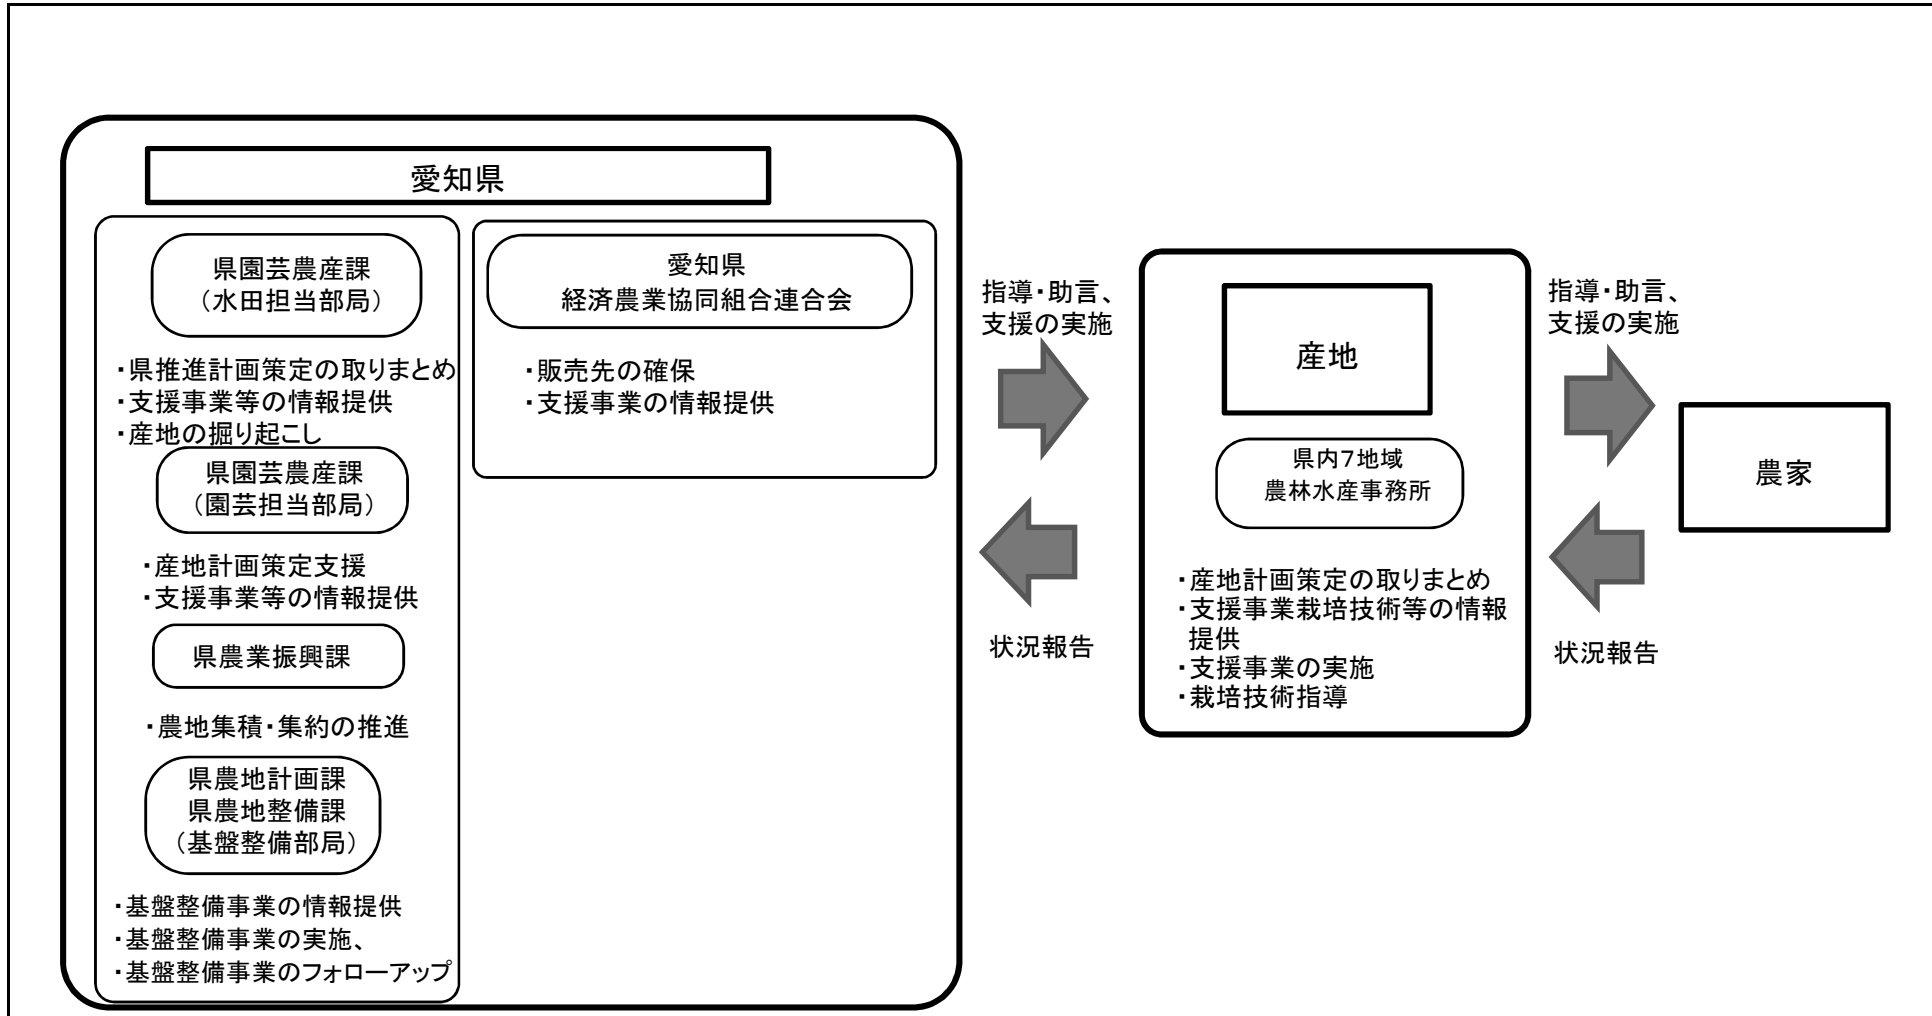 愛知県
県園芸農産課
（水田担当部局）
・県推進計画策定の取りまとめ
・支援事業等の情報提供
・産地の掘り起こし
県園芸農産課
（園芸担当部局）
・産地計画策定支援
・支援事業等の情報提供
県農業振興課
・農地集積・集約の推進
県農地計画課
県農地整備課
（基盤整備部局）
・基盤整備事業の情報提供
・基盤整備事業の実施、
・基盤整備事業のフォローアップ
愛知県
経済農業協同組合連合会
・販売先の確保
・支援事業の情報提供
指導・助言、
支援の実施
状況報告
産地
県内７地域
農林水産事務所
・産地計画策定の取りまとめ
・支援事業栽培技術等の情報
提供
・支援事業の実施
・栽培技術指導
指導・助言、
支援の実施
状況報告
農家